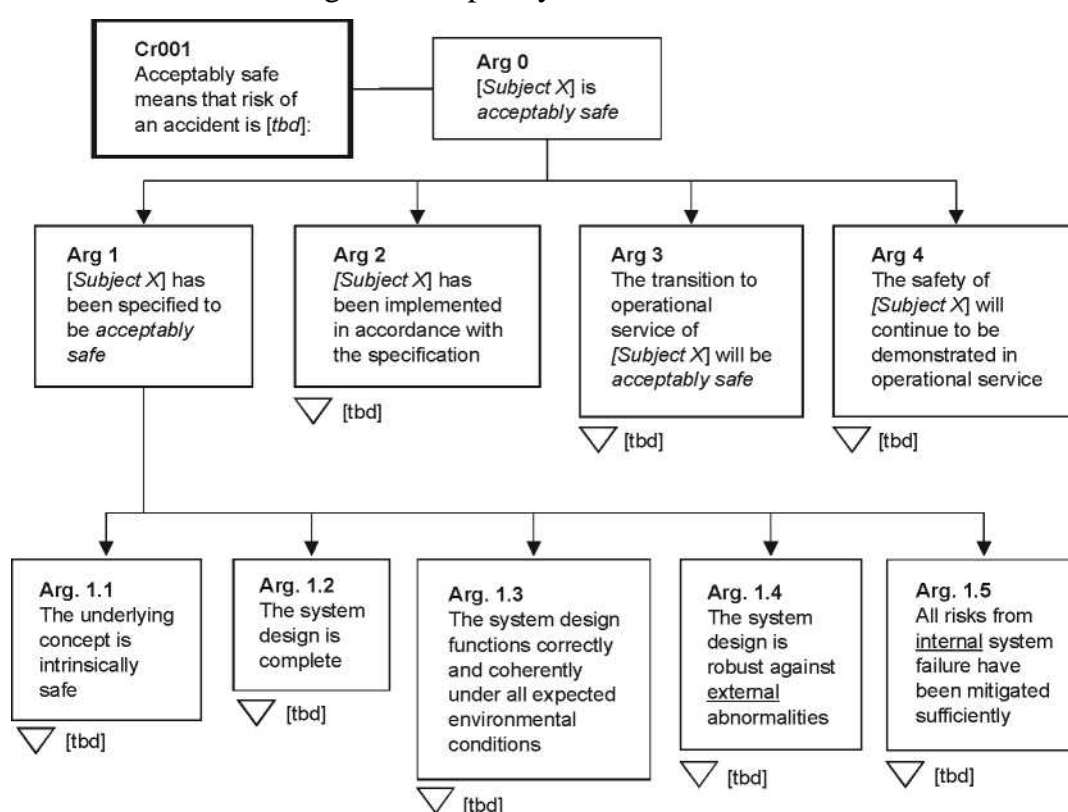 Cr001
Acceptably safe
means that risk of
an accident is [tbd]:
Arg 0
[Subject X] is
acceptably safe
Arg 1
[Subject X] has
been specified to
be acceptably
safe
Arg 2
[Subject X] has
been implemented
in accordance with
the specification
[tbd]
Arg 3
The transition to
operational
service of
[Subject X] will be
acceptably safe
[tbd]
Arg 4
The safety of
[Subject X] will
continue to be
demonstrated in
operational service
[tbd]
Arg. 1.1
The underlying
concept is
intrinsically
safe
[tbd]
Arg. 1.2
The system
design is
complete
[tbd]
Arg. 1.3
The system design
functions correctly
and coherently
under all expected
environmental
conditions
[tbd]
Arg. 1.4
The system
design is
robust against
external
abnormalities
[tbd]
Arg. 1.5
All risks from
internal system
failure have
been mitigated
sufficiently
[tbd]